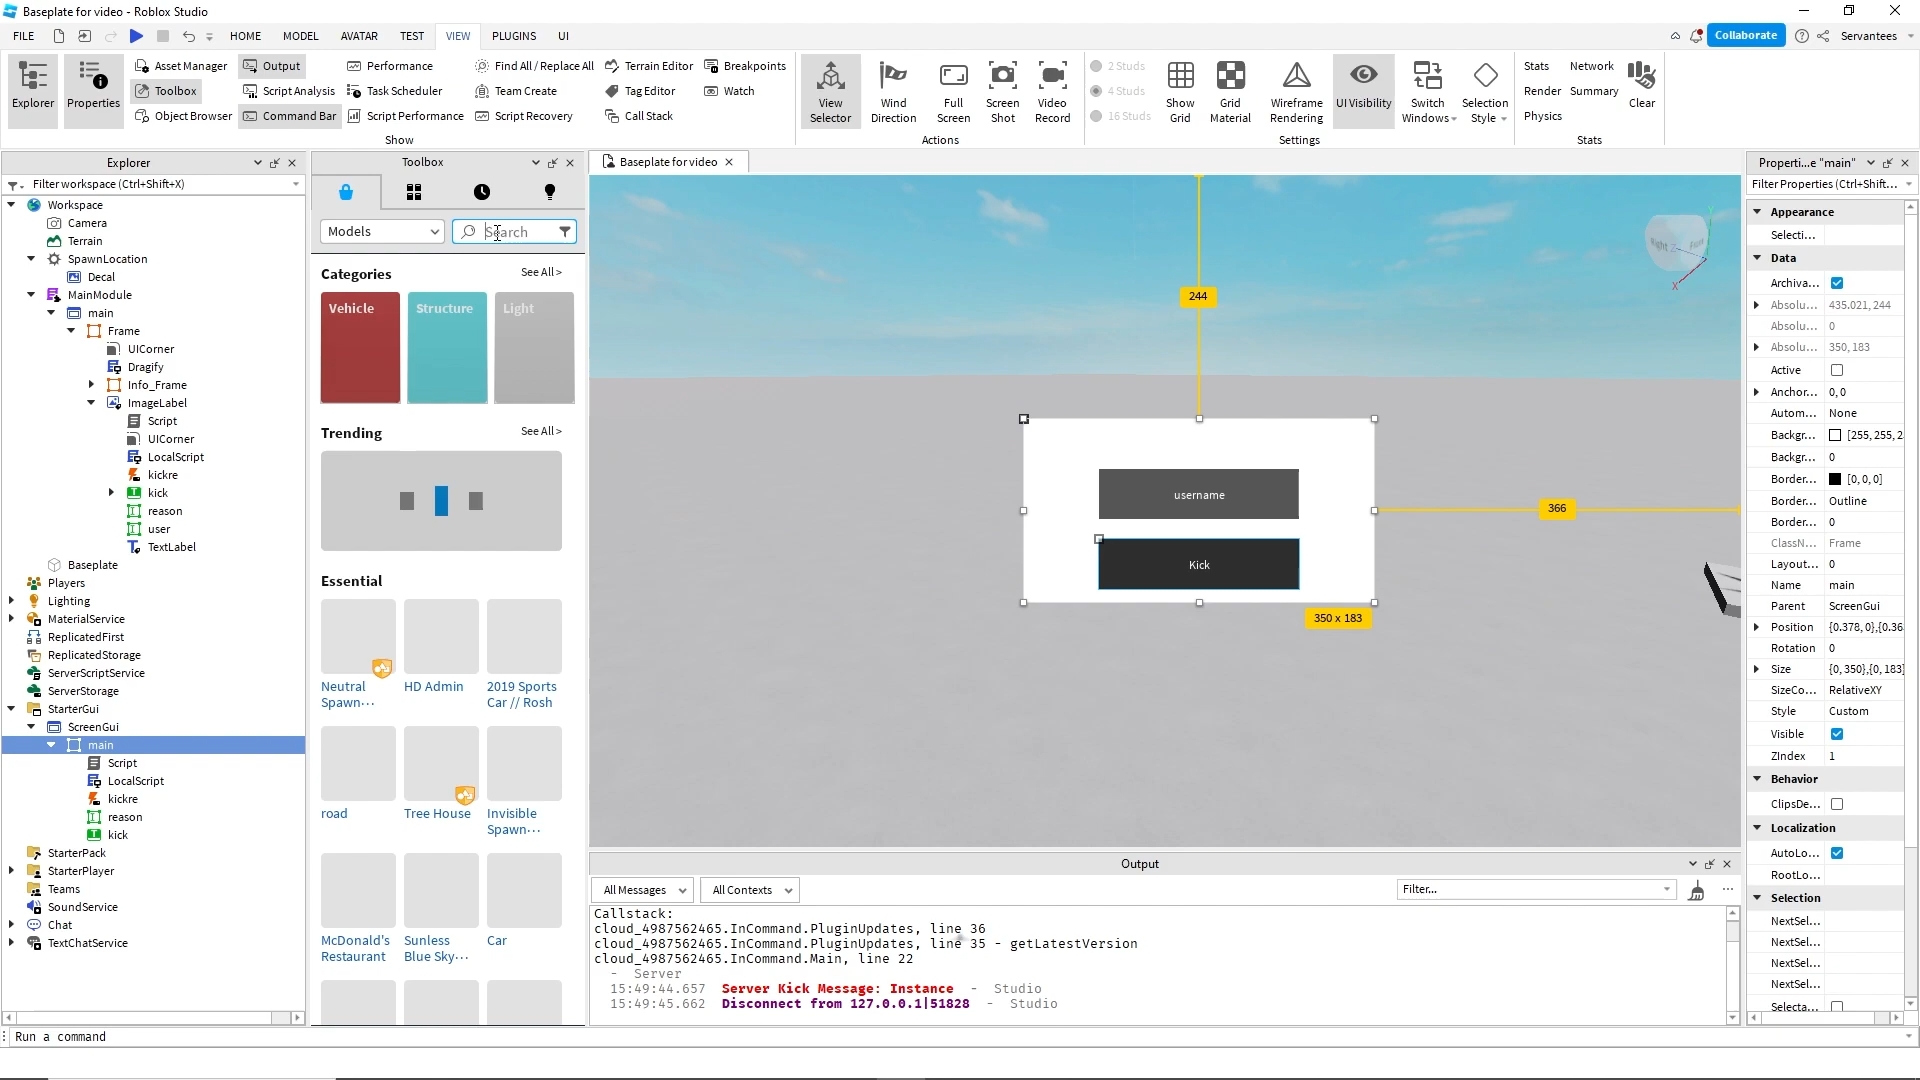 Baseplate for video - Roblox Studio
FILE HOME MODEL AVATAR TEST VIEW PLUGINS UI Collaborate Servantees
Explorer
Properties
Asset Manager
Toolbox
Object Browser
Output
Script Analysis
Command Bar
Performance
Task Scheduler
Script Performance
Find All / Replace All
Team Create
Script Recovery
Terrain Editor
Tag Editor
Call Stack
Breakpoints
Watch
Show
View
Selector
Wind
Direction
Full
Screen
Screen
Shot
Video
Record
Actions
2 Studs
4 Studs
16 Studs
Show
Grid
Grid
Material
Wireframe
Rendering
UI Visibility
Switch
Windows
Selection
Style
Settings
Stats Network
Render Summary
Physics
Clear
Stats
Explorer
Filter workspace (Ctrl+Shift+X)
Workspace
Camera
Terrain
SpawnLocation
Decal
MainModule
main
Frame
UICorner
Dragify
Info_Frame
ImageLabel
Script
UICorner
LocalScript
kickre
kick
reason
user
TextLabel
Baseplate
Players
Lighting
MaterialService
ReplicatedFirst
ReplicatedStorage
ServerScriptService
ServerStorage
StarterGui
ScreenGui
main
Script
LocalScript
kickre
reason
kick
StarterPack
StarterPlayer
Teams
SoundService
Chat
TextChatService
Toolbox
Models
Search
Categories See All >
Vehicle Structure Light
Trending See All >
Essential
Neutral
Spawn···
HD Admin
2019 Sports
Car // Rosh
road
Tree House
Invisible
Spawn···
McDonald's
Restaurant
Sunless
Blue Sky···
Car
Baseplate for video
Right Front
Y
Z
X
244
username
Kick
366
350 x 183
Output
All Messages All Contexts Filter...
Callstack:
cloud_4987562465.InCommand.PluginUpdates, line 36
cloud_4987562465.InCommand.PluginUpdates, line 35 - getLatestVersion
cloud_4987562465.InCommand.Main, line 22
- Server
15:49:44.657 Server Kick Message: Instance - Studio
15:49:45.662 Disconnect from 127.0.0.1|51828 - Studio
Properti...e "main"
Filter Properties (Ctrl+Shift...
Appearance
Selecti...
Data
Archiva...
Absolu... 435.021, 244
Absolu... 0
Absolu... 350, 183
Active
Anchor... 0, 0
Autom... None
Backgr... [255, 255, 2
Backgr... 0
Border... [0, 0, 0]
Border... Outline
Border... 0
ClassN... Frame
Layout... 0
Name main
Parent ScreenGui
Position {0.378, 0},{0.36
Rotation 0
Size {0, 350},{0, 183}
SizeCo... RelativeXY
Style Custom
Visible
ZIndex 1
Behavior
ClipsDe...
Localization
AutoLo...
RootLo...
Selection
NextSel...
NextSel...
NextSel...
NextSel...
Selecta...
Run a command